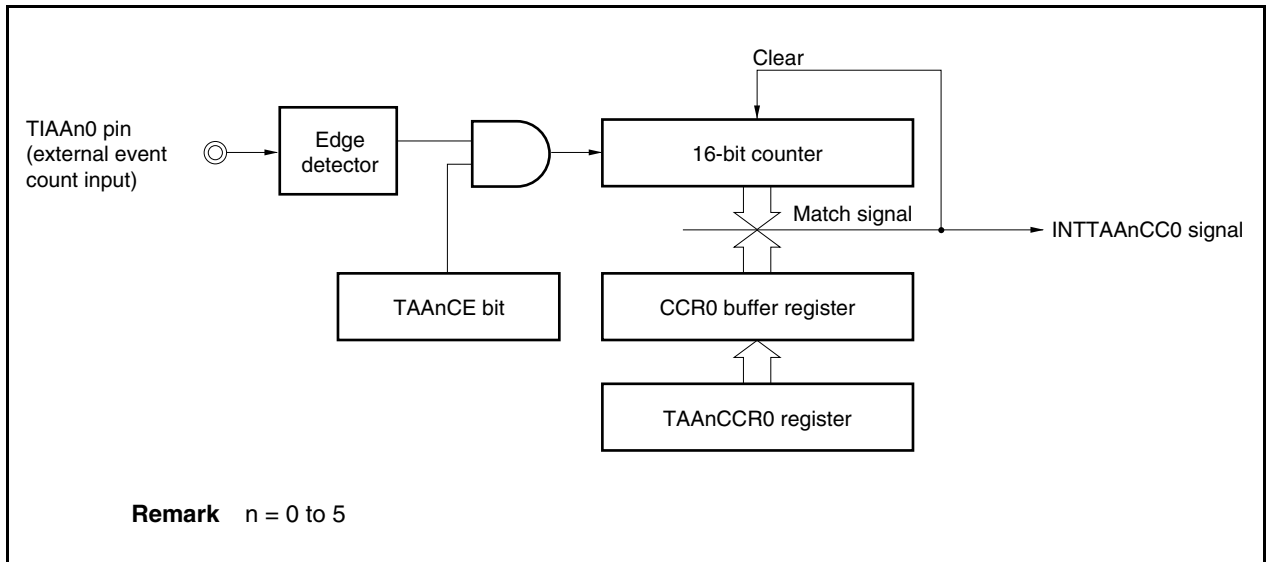 Clear
TIAAn0 pin
(external event
count input)
Edge
detector
16-bit counter
Match signal
INTTAAnCC0 signal
TAAnCE bit
CCR0 buffer register
TAAnCCR0 register
Remark n = 0 to 5